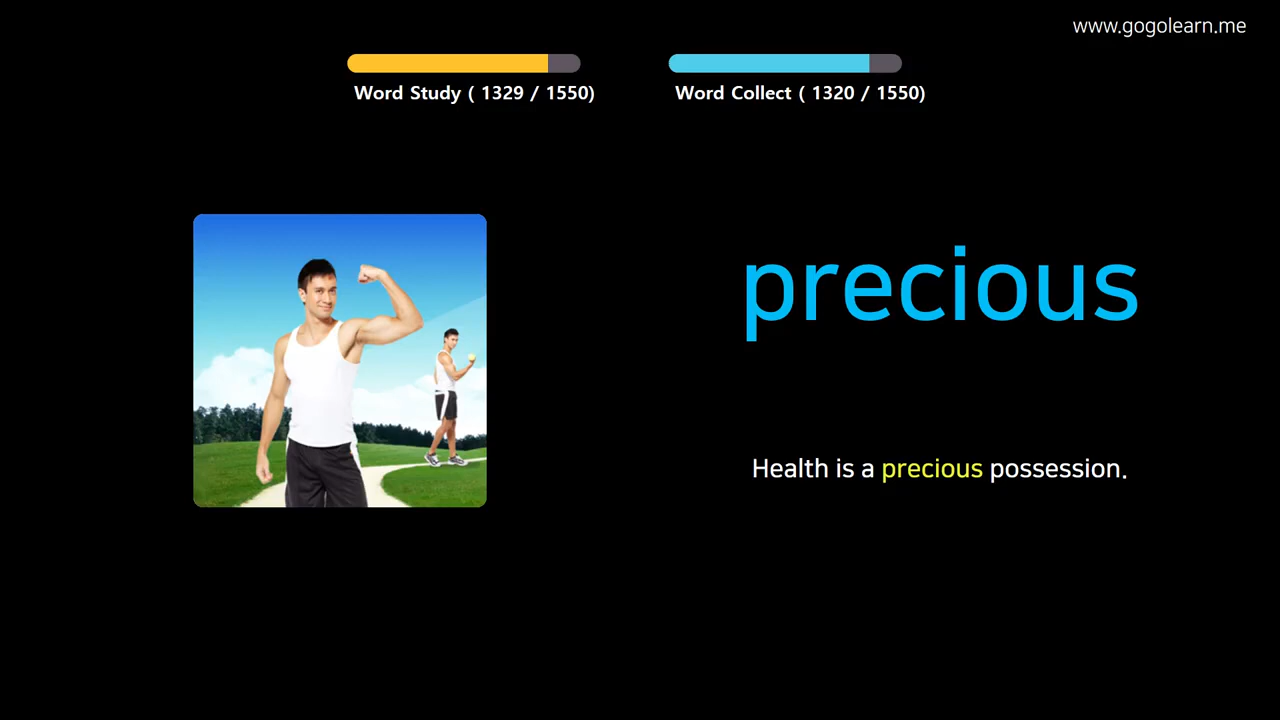 www.gogolearn.me
Word Study ( 1329 / 1550)
Word Collect ( 1320 / 1550)
precious
Health is a precious possession.